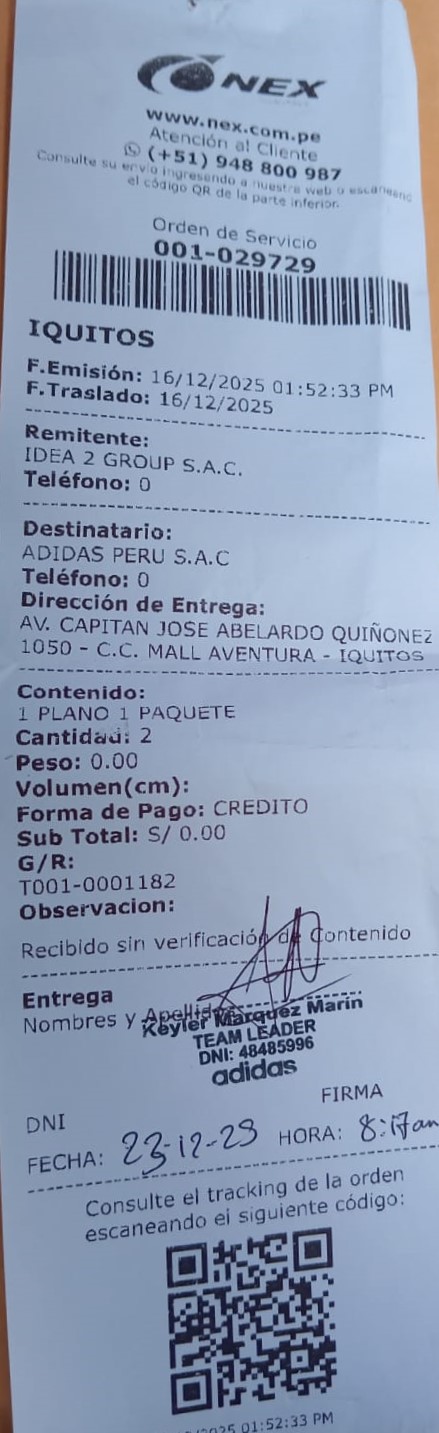 NEX
www.nex.com.pe
Atención al Cliente
(+51) 948 800 987
Consulte su envío ingresando a nuestra web o escaneand
el código QR de la parte inferior.
Orden de Servicio
001-029729
IQUITOS
F.Emisión: 16/12/2025 01:52:33 PM
F.Traslado: 16/12/2025
Remitente:
IDEA 2 GROUP S.A.C.
Teléfono: 0
Destinatario:
ADIDAS PERU S.A.C
Teléfono: 0
Dirección de Entrega:
AV. CAPITAN JOSE ABELARDO QUIÑONEZ
1050 - C.C. MALL AVENTURA - IQUITOS
Contenido:
1 PLANO 1 PAQUETE
Cantidad: 2
Peso: 0.00
Volumen(cm):
Forma de Pago: CREDITO
Sub Total: S/ 0.00
G/R:
T001-0001182
Observacion:
Recibido sin verificación de Contenido
Entrega
Nombres y Apellid
Keyler Marquez Marin
TEAM LEADER
DNI: 48485996
adidas
FIRMA
DNI
FECHA: 23-12-25 HORA: 8:17am
Consulte el tracking de la orden
escaneando el siguiente código:
/2025 01:52:33 PM